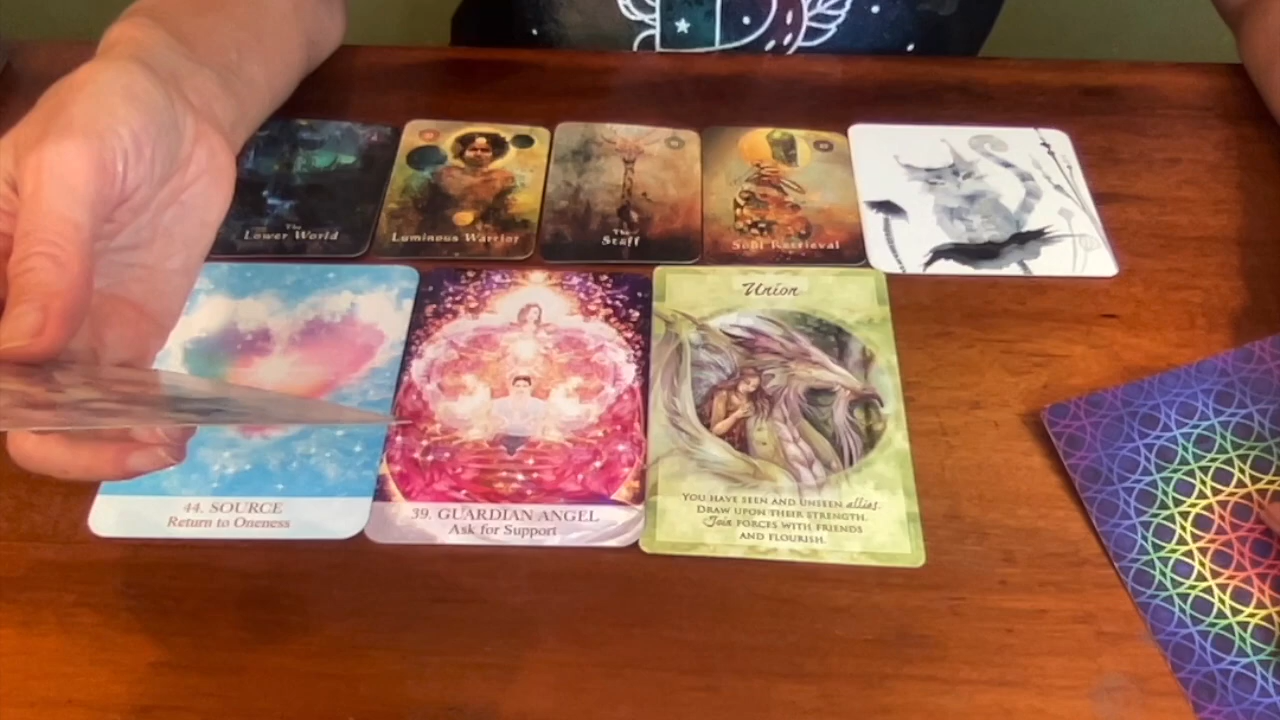 The
Lower World
Luminous Warrior
The
Staff
Soul Retrieval
44. SOURCE
Return to Oneness
39. GUARDIAN ANGEL
Ask for Support
Union
YOU HAVE SEEN AND UNSEEN allies.
DRAW UPON THEIR STRENGTH.
Join FORCES WITH FRIENDS
AND FLOURISH.